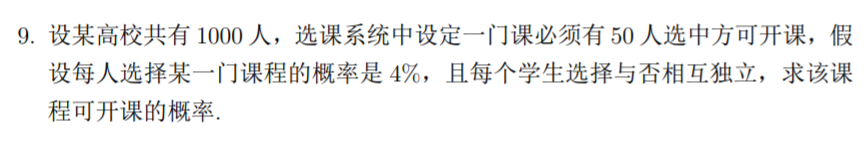 9. 设某高校共有 1000 人，选课系统中设定一门课必须有 50 人选中方可开课，假
设每人选择某一门课程的概率是 4%，且每个学生选择与否相互独立，求该课
程可开课的概率.